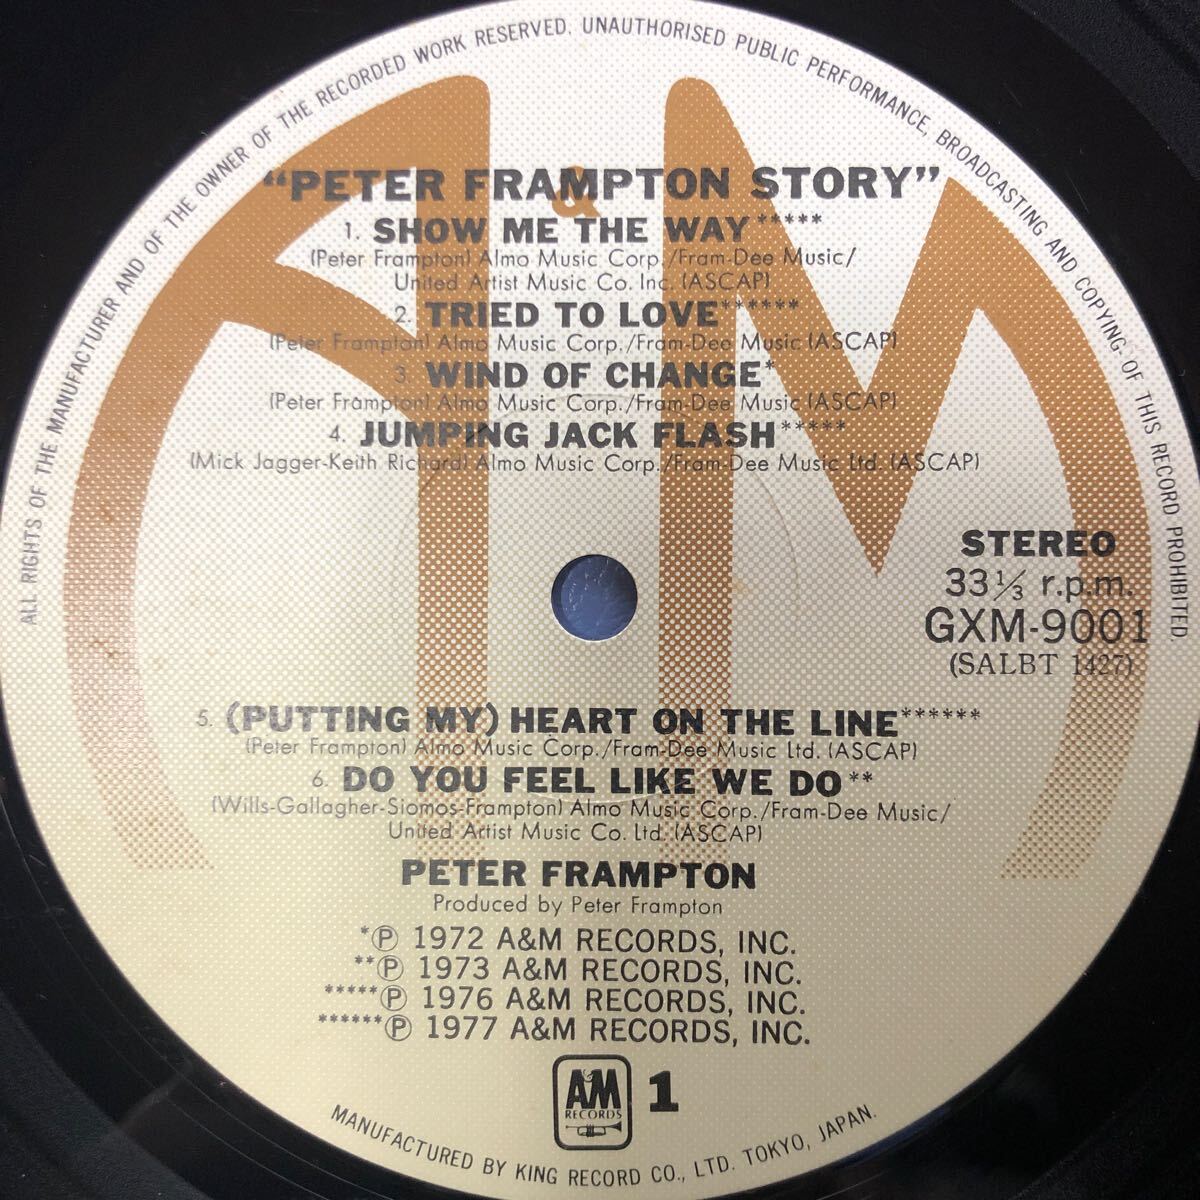 ALL RIGHTS OF THE MANUFACTURER AND OF THE OWNER OF THE RECORDED WORK RESERVED. UNAUTHORISED PUBLIC PERFORMANCE, BROADCASTING AND COPYING OF THIS RECORD PROHIBITED.
&
"PETER FRAMPTON STORY"
1. SHOW ME THE WAY*****
(Peter Frampton) Almo Music Corp./Fram-Dee Music/
United Artist Music Co. Inc. (ASCAP)
2. TRIED TO LOVE******
(Peter Frampton) Almo Music Corp./Fram-Dee Music (ASCAP)
3. WIND OF CHANGE*
(Peter Frampton) Almo Music Corp./Fram-Dee Music (ASCAP)
4. JUMPING JACK FLASH*****
(Mick Jagger-Keith Richard) Almo Music Corp./Fram-Dee Music Ltd. (ASCAP)
STEREO
33 1/3 r.p.m.
GXM-9001
(SALBT 1427)
5. (PUTTING MY) HEART ON THE LINE******
(Peter Frampton) Almo Music Corp./Fram-Dee Music Ltd. (ASCAP)
6. DO YOU FEEL LIKE WE DO**
(Wills-Gallagher-Siomos-Frampton) Almo Music Corp./Fram-Dee Music/
United Artist Music Co. Ltd. (ASCAP)
PETER FRAMPTON
Produced by Peter Frampton
*℗ 1972 A&M RECORDS, INC.
**℗ 1973 A&M RECORDS, INC.
*****℗ 1976 A&M RECORDS, INC.
******℗ 1977 A&M RECORDS, INC.
A&M
RECORDS
1
MANUFACTURED BY KING RECORD CO., LTD. TOKYO, JAPAN.